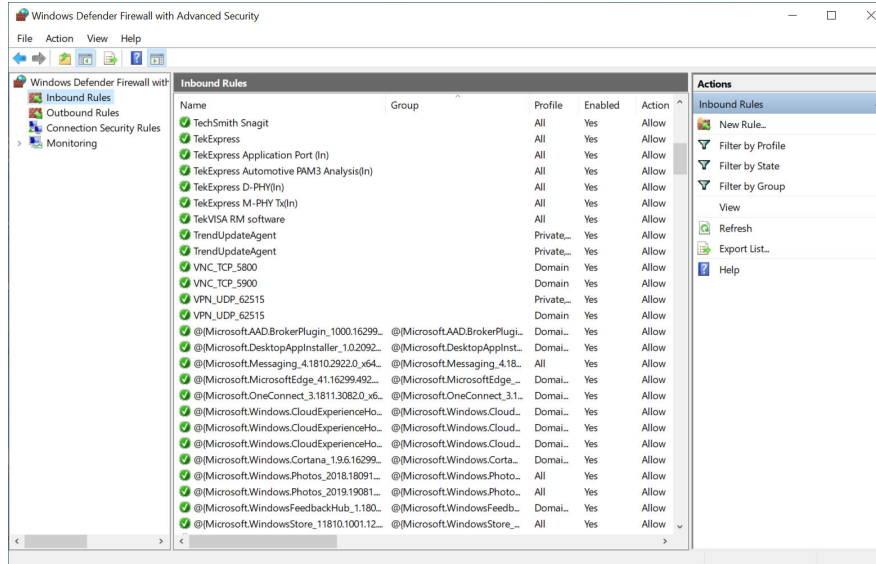 Windows Defender Firewall with Advanced Security
File Action View Help
Windows Defender Firewall with
Inbound Rules
Outbound Rules
Connection Security Rules
Monitoring
Inbound Rules
Name Group Profile Enabled Action
TechSmith Snagit All Yes Allow
TekExpress All Yes Allow
TekExpress Application Port (In) All Yes Allow
TekExpress Automotive PAM3 Analysis(In) All Yes Allow
TekExpress D-PHY(In) All Yes Allow
TekExpress M-PHY Tx(In) All Yes Allow
TekVISA RM software All Yes Allow
TrendUpdateAgent Private,... Yes Allow
TrendUpdateAgent Private,... Yes Allow
VNC_TCP_5800 Domain Yes Allow
VNC_TCP_5900 Domain Yes Allow
VPN_UDP_62515 Private,... Yes Allow
VPN_UDP_62515 Domain Yes Allow
@{Microsoft.AAD.BrokerPlugin_1000.16299... @{Microsoft.AAD.BrokerPlugi... Domai... Yes Allow
@{Microsoft.DesktopAppInstaller_1.0.2092... @{Microsoft.DesktopAppInst... Domai... Yes Allow
@{Microsoft.Messaging_4.1810.2922.0_x64... @{Microsoft.Messaging_4.18... All Yes Allow
@{Microsoft.MicrosoftEdge_41.16299.492.... @{Microsoft.MicrosoftEdge_... Domai... Yes Allow
@{Microsoft.OneConnect_3.1811.3082.0_x6... @{Microsoft.OneConnect_3.1... Domai... Yes Allow
@{Microsoft.Windows.CloudExperienceHo... @{Microsoft.Windows.Cloud... Domai... Yes Allow
@{Microsoft.Windows.CloudExperienceHo... @{Microsoft.Windows.Cloud... Domai... Yes Allow
@{Microsoft.Windows.CloudExperienceHo... @{Microsoft.Windows.Cloud... Domai... Yes Allow
@{Microsoft.Windows.Cortana_1.9.6.16299... @{Microsoft.Windows.Corta... Domai... Yes Allow
@{Microsoft.Windows.Photos_2018.18091.... @{Microsoft.Windows.Photo... All Yes Allow
@{Microsoft.Windows.Photos_2019.19081.... @{Microsoft.Windows.Photo... All Yes Allow
@{Microsoft.WindowsFeedbackHub_1.180... @{Microsoft.WindowsFeedb... Domai... Yes Allow
@{Microsoft.WindowsStore_11810.1001.12.... @{Microsoft.WindowsStore_... All Yes Allow
Actions
Inbound Rules
New Rule...
Filter by Profile
Filter by State
Filter by Group
View
Refresh
Export List...
Help